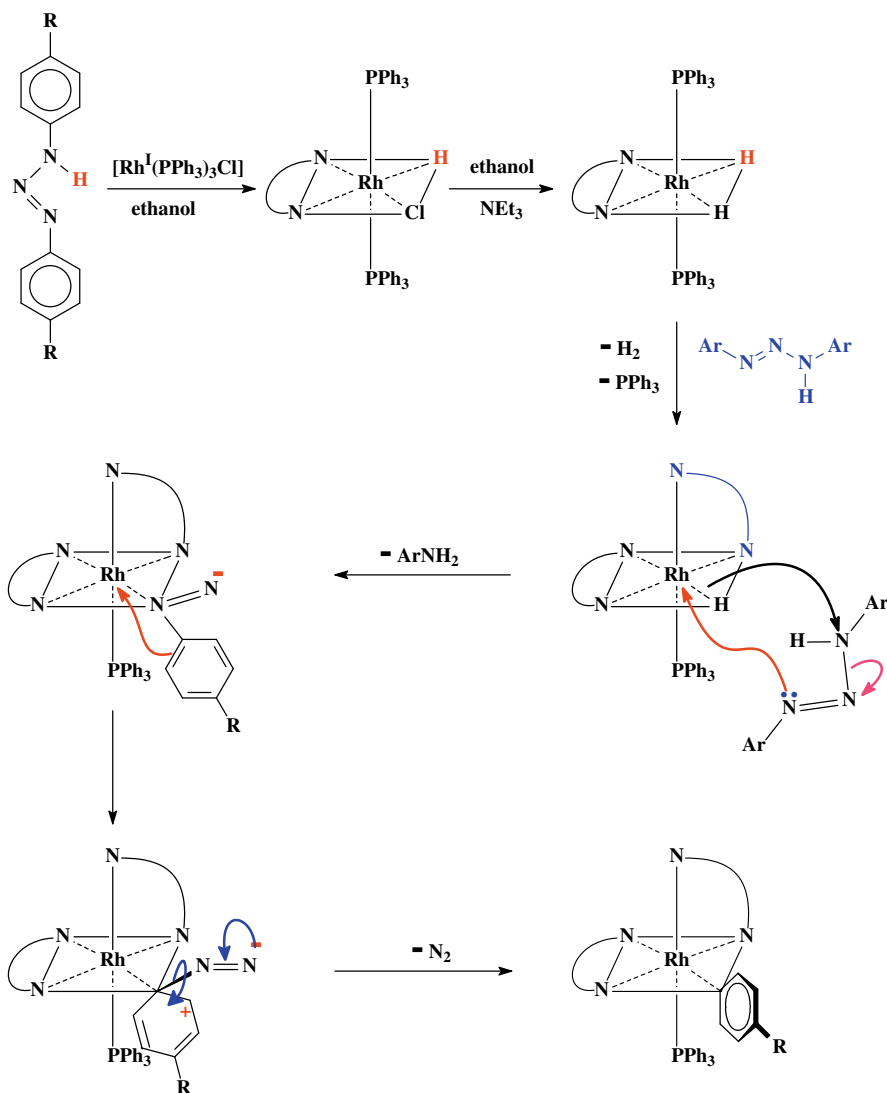 R
N
N
H
N
R
[Rh^I(PPh₃)₃Cl]
ethanol
PPh₃
N
H
Rh
N
Cl
PPh₃
ethanol
NEt₃
PPh₃
N
H
Rh
N
H
PPh₃
- H₂
- PPh₃
Ar
N
N
N
Ar
H
N
N
N
Rh
N
N
N
-
PPh₃
R
- ArNH₂
N
N
N
Rh
N
H
PPh₃
Ar
H
N
N
N
Ar
N
N
N
Rh
N
N
N
-
+
PPh₃
R
- N₂
N
N
N
Rh
N
PPh₃
R